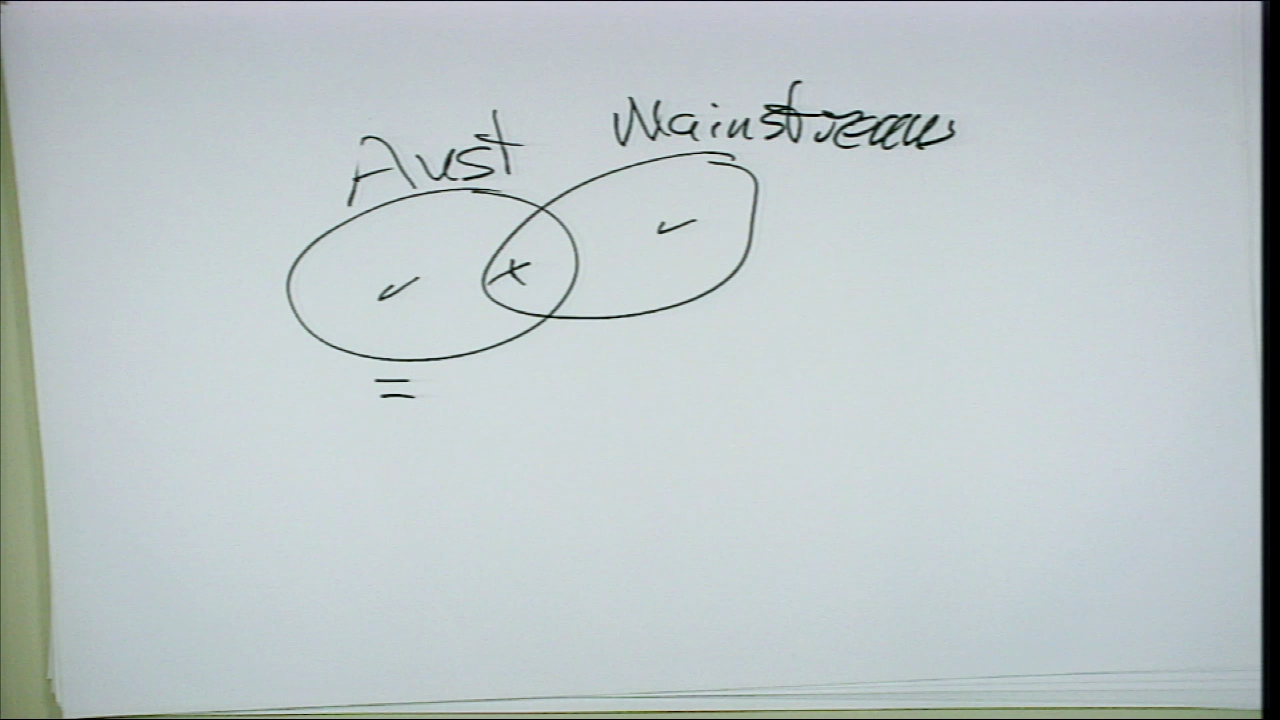 Aust Mainstream
✓ x ✓
=